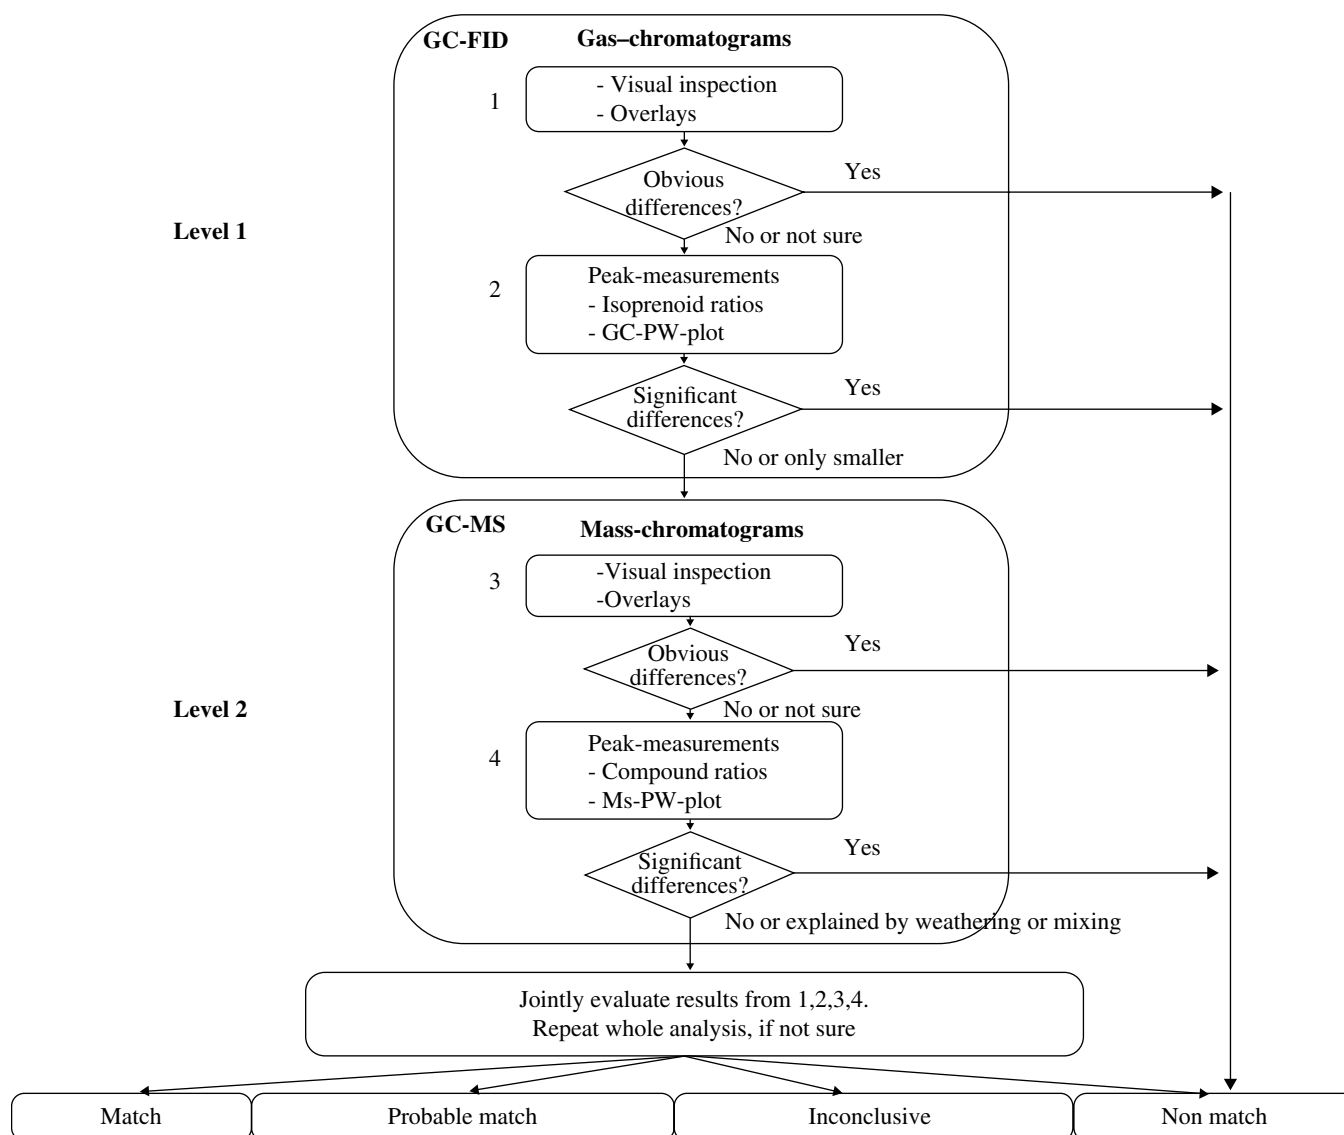 GC-FID
Gas–chromatograms
1
- Visual inspection
- Overlays
Obvious
differences?
Yes
No or not sure
Level 1
2
Peak-measurements
- Isoprenoid ratios
- GC-PW-plot
Significant
differences?
Yes
No or only smaller
GC-MS
Mass-chromatograms
3
-Visual inspection
-Overlays
Obvious
differences?
Yes
No or not sure
Level 2
4
Peak-measurements
- Compound ratios
- Ms-PW-plot
Significant
differences?
Yes
No or explained by weathering or mixing
Jointly evaluate results from 1,2,3,4.
Repeat whole analysis, if not sure
Match
Probable match
Inconclusive
Non match